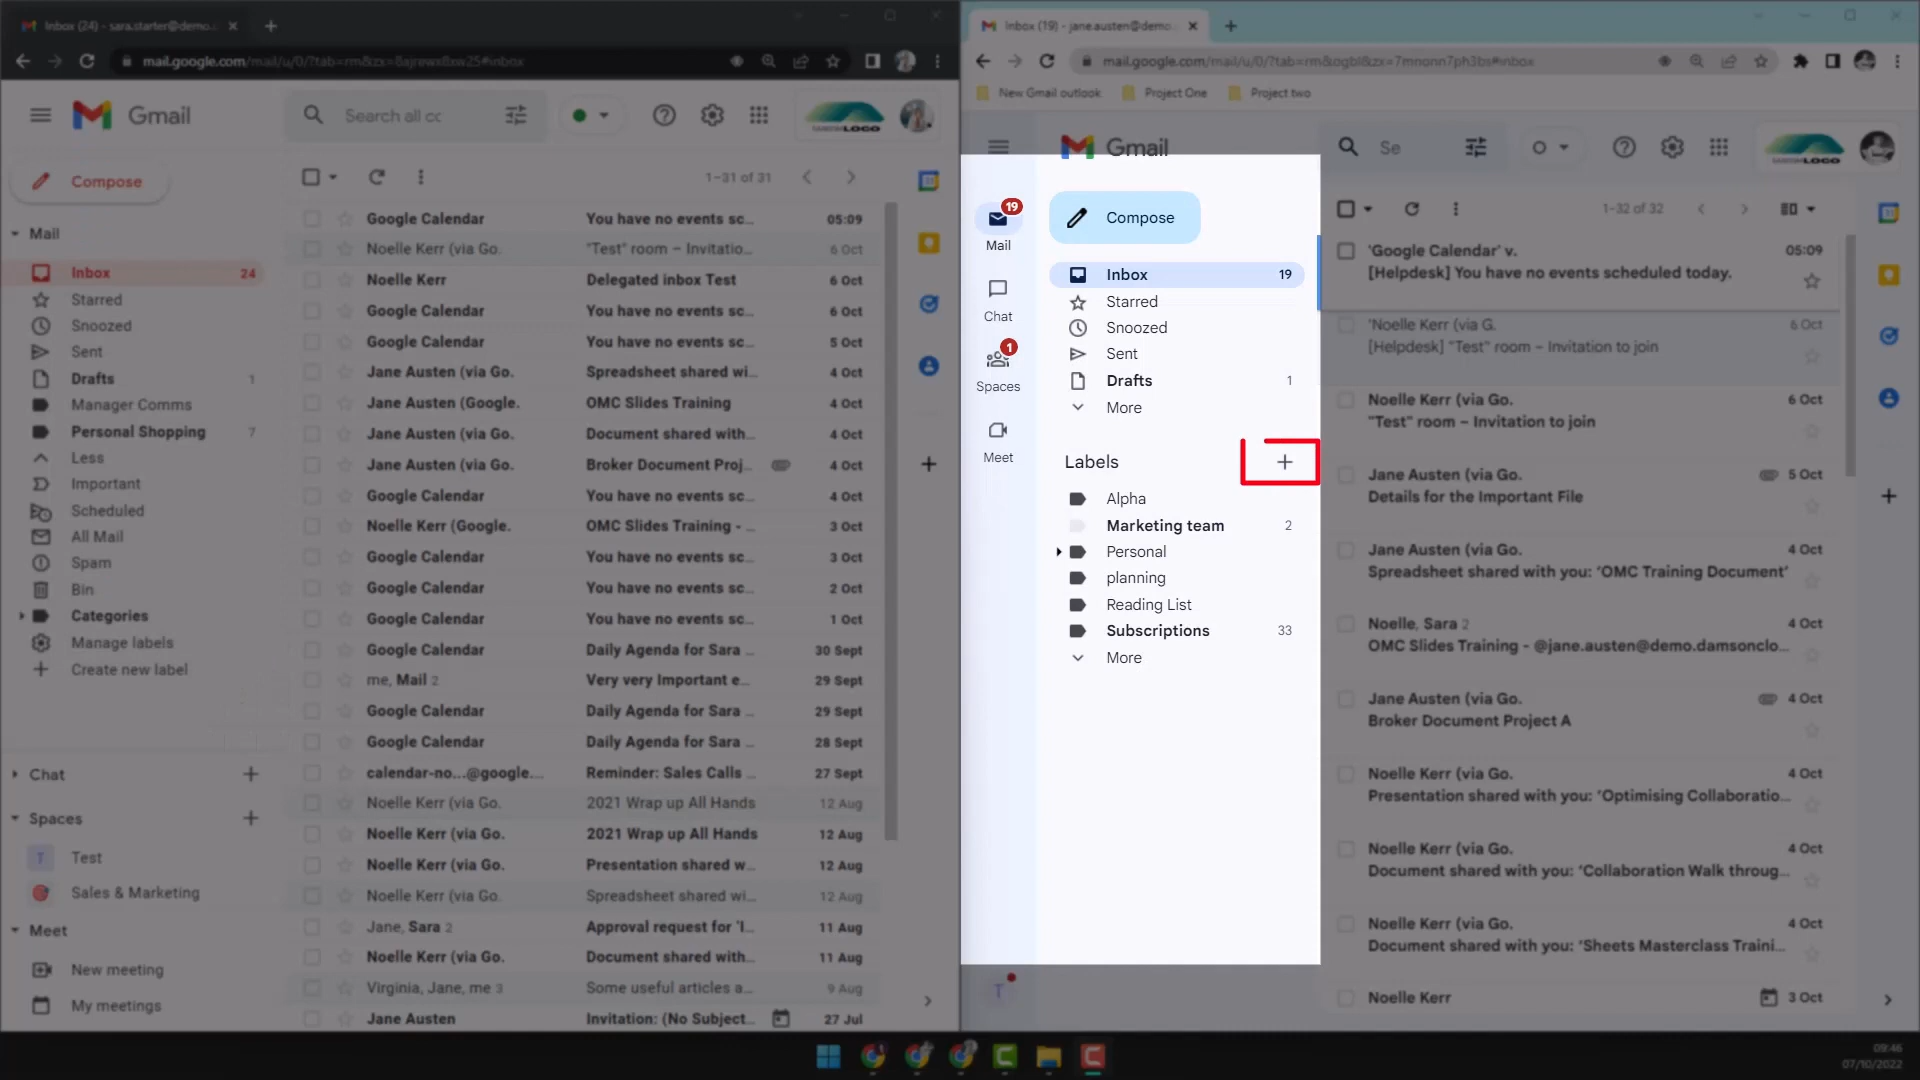 Inbox (24) - sara.starter@demo.
mail.google.com/mail/u/0/?tab=rm&zx=8ajrewx8xw25#inbox
Gmail
Search all cc
LOGO
Compose
1–31 of 31
Mail
Inbox 24
Starred
Snoozed
Sent
Drafts 1
Manager Comms
Personal Shopping 7
Less
Important
Scheduled
All Mail
Spam
Bin
Categories
Manage labels
Create new label
Chat
Spaces
T Test
Sales & Marketing
Meet
New meeting
My meetings
Google Calendar You have no events sc... 05:09
Noelle Kerr (via Go. "Test" room – Invitatio... 6 Oct
Noelle Kerr Delegated inbox Test 6 Oct
Google Calendar You have no events sc... 6 Oct
Google Calendar You have no events sc... 5 Oct
Jane Austen (via Go. Spreadsheet shared wi... 4 Oct
Jane Austen (Google. OMC Slides Training 4 Oct
Jane Austen (via Go. Document shared with... 4 Oct
Jane Austen (via Go. Broker Document Proj... 4 Oct
Google Calendar You have no events sc... 4 Oct
Noelle Kerr (Google. OMC Slides Training - ... 3 Oct
Google Calendar You have no events sc... 3 Oct
Google Calendar You have no events sc... 2 Oct
Google Calendar You have no events sc... 1 Oct
Google Calendar Daily Agenda for Sara ... 30 Sept
me, Mail 2 Very very Important e... 29 Sept
Google Calendar Daily Agenda for Sara ... 29 Sept
Google Calendar Daily Agenda for Sara ... 28 Sept
calendar-no...@google.... Reminder: Sales Calls ... 27 Sept
Noelle Kerr (via Go. 2021 Wrap up All Hands 12 Aug
Noelle Kerr (via Go. 2021 Wrap up All Hands 12 Aug
Noelle Kerr (via Go. Presentation shared w... 12 Aug
Noelle Kerr (via Go. Spreadsheet shared wi... 12 Aug
Jane, Sara 2 Approval request for 'I... 11 Aug
Noelle Kerr (via Go. Document shared with... 11 Aug
Virginia, Jane, me 3 Some useful articles a... 9 Aug
Jane Austen Invitation: (No Subject... 27 Jul
Inbox (19) - jane.austen@demo.
mail.google.com/mail/u/0/?tab=rm&ogbl&zx=7mnonn7ph3bs#inbox
New Gmail outlook Project One Project two
Gmail
Se
LOGO
19
Mail
Chat
1
Spaces
Meet
T
Compose
Inbox 19
Starred
Snoozed
Sent
Drafts 1
More
Labels
Alpha
Marketing team 2
Personal
planning
Reading List
Subscriptions 33
More
1–32 of 32
'Google Calendar' v. 05:09
[Helpdesk] You have no events scheduled today.
'Noelle Kerr (via G. 6 Oct
[Helpdesk] "Test" room – Invitation to join
Noelle Kerr (via Go. 6 Oct
"Test" room – Invitation to join
Jane Austen (via Go. 5 Oct
Details for the Important File
Jane Austen (via Go. 4 Oct
Spreadsheet shared with you: 'OMC Training Document'
Noelle, Sara 2 4 Oct
OMC Slides Training - @jane.austen@demo.damsonclo...
Jane Austen (via Go. 4 Oct
Broker Document Project A
Noelle Kerr (via Go. 4 Oct
Presentation shared with you: 'Optimising Collaboratio...
Noelle Kerr (via Go. 4 Oct
Document shared with you: 'Collaboration Walk throug...
Noelle Kerr (via Go. 4 Oct
Document shared with you: 'Sheets Masterclass Traini...
Noelle Kerr 3 Oct
09:46
07/10/2022